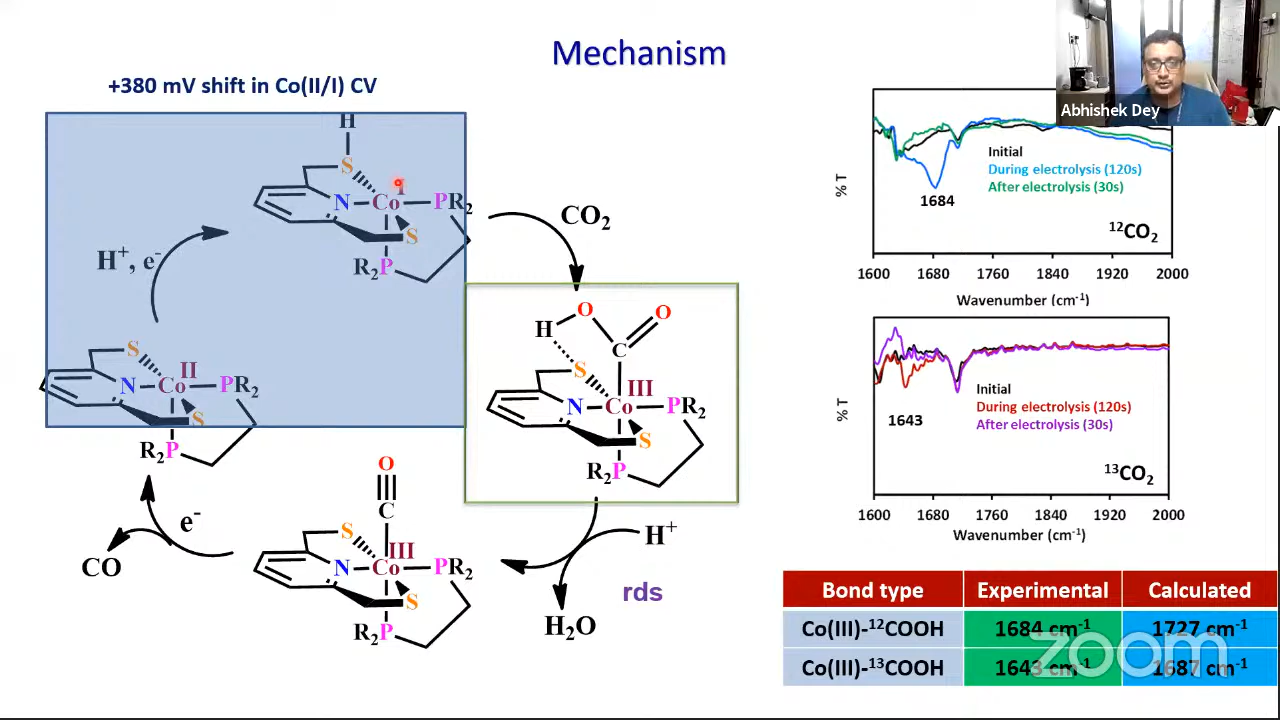 Mechanism
+380 mV shift in Co(II/I) CV
Abhishek Dey
H
S
N
Co
I
PR₂
S
R₂P
H⁺, e⁻
CO₂
S
II
N
Co
PR₂
S
R₂P
O
O
H
C
S
III
N
Co
PR₂
S
R₂P
H⁺
rds
H₂O
O
C
S
III
N
Co
PR₂
S
R₂P
e⁻
CO
% T
Initial
During electrolysis (120s)
After electrolysis (30s)
1684
¹²CO₂
1600 1680 1760 1840 1920 2000
Wavenumber (cm⁻¹)
% T
Initial
During electrolysis (120s)
After electrolysis (30s)
1643
¹³CO₂
1600 1680 1760 1840 1920 2000
Wavenumber (cm⁻¹)
Bond type Experimental Calculated
Co(III)-¹²COOH 1684 cm⁻¹ 1727 cm⁻¹
Co(III)-¹³COOH 1643 cm⁻¹ 1687 cm⁻¹
zoom